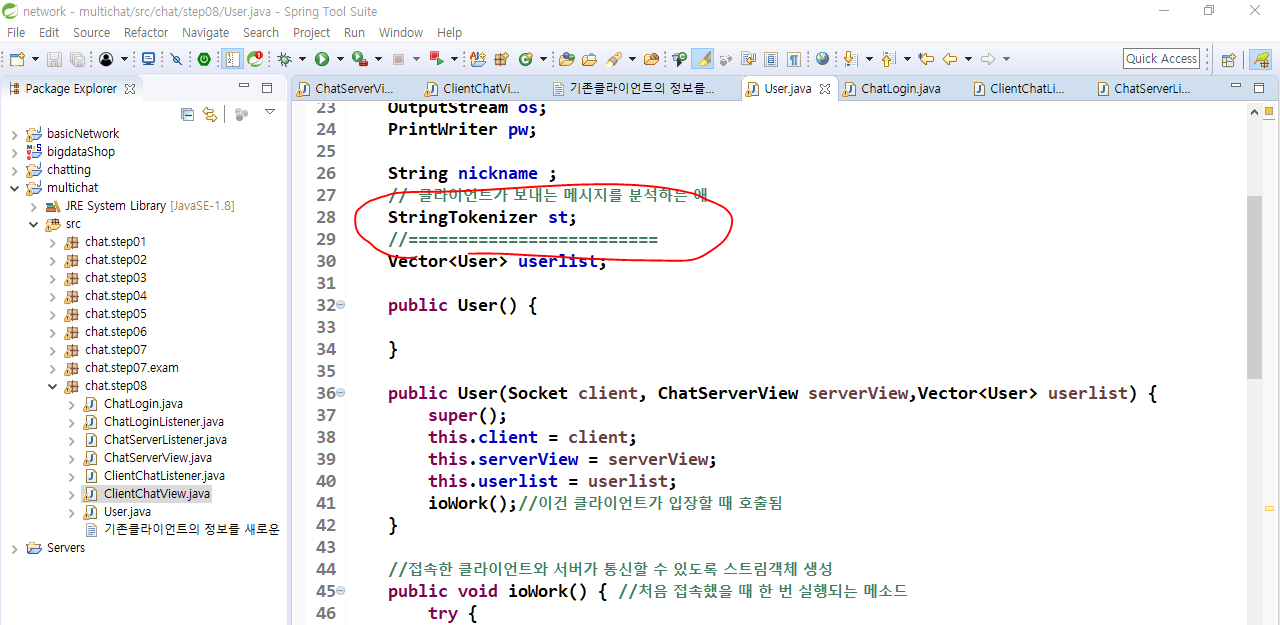 network - multichat/src/chat/step08/User.java - Spring Tool Suite
File Edit Source Refactor Navigate Search Project Run Window Help
Quick Access
Package Explorer
ChatServerVi... ClientChatVi... 기존클라이언트의 정보를... User.java ChatLogin.java ClientChatLi... ChatServerLi...
basicNetwork
bigdataShop
chatting
multichat
JRE System Library [JavaSE-1.8]
src
chat.step01
chat.step02
chat.step03
chat.step04
chat.step05
chat.step06
chat.step07
chat.step07.exam
chat.step08
ChatLogin.java
ChatLoginListener.java
ChatServerListener.java
ChatServerView.java
ClientChatListener.java
ClientChatView.java
User.java
기존클라이언트의 정보를 새로운
Servers
23 OutputStream os;
24 PrintWriter pw;
25
26 String nickname ;
27 // 클라이언트가 보내는 메시지를 분석하는 애
28 StringTokenizer st;
29 //=========================
30 Vector<User> userlist;
31
32 public User() {
33
34 }
35
36 public User(Socket client, ChatServerView serverView,Vector<User> userlist) {
37 super();
38 this.client = client;
39 this.serverView = serverView;
40 this.userlist = userlist;
41 ioWork();//이건 클라이언트가 입장할 때 호출됨
42 }
43
44 //접속한 클라이언트와 서버가 통신할 수 있도록 스트림객체 생성
45 public void ioWork() { //처음 접속했을 때 한 번 실행되는 메소드
46 try {